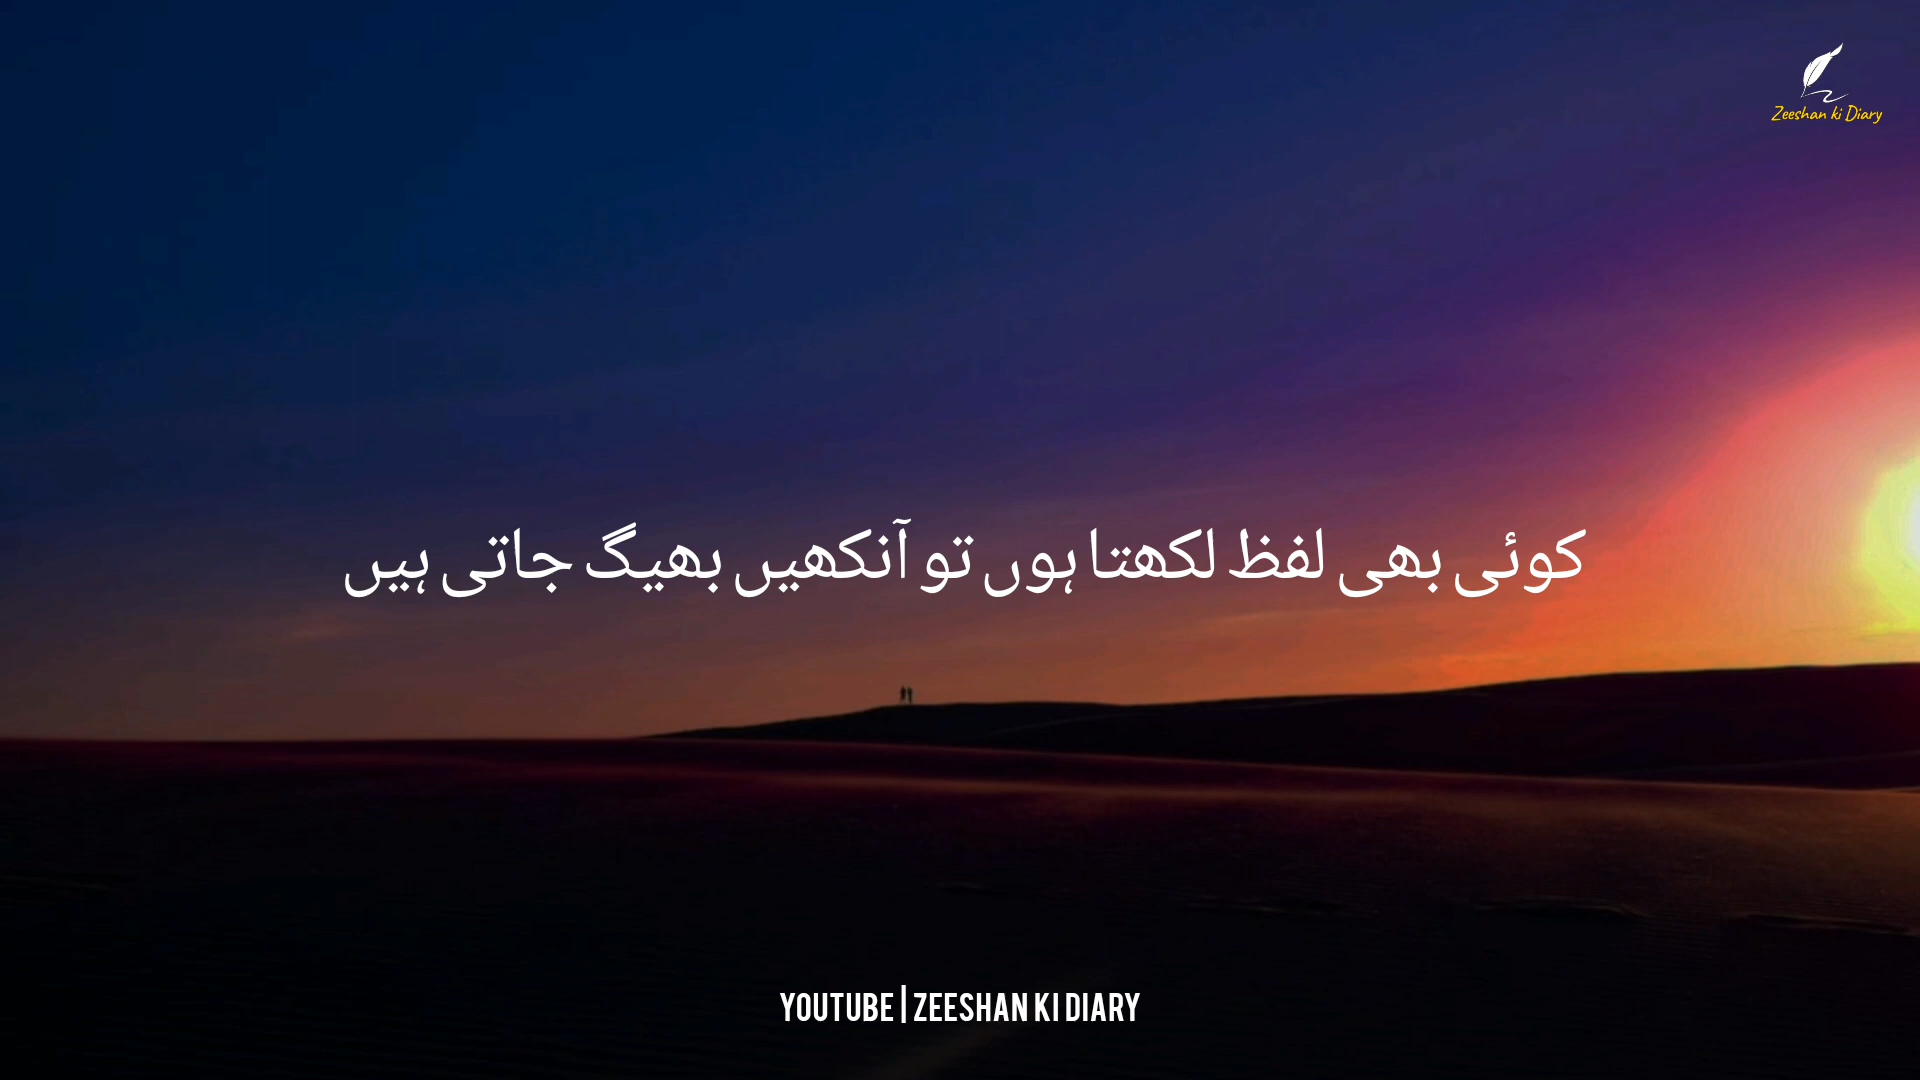 Zeeshan ki Diary
کوئی بھی لفظ لکھتا ہوں تو آنکھیں بھیگ جاتی ہیں
YOUTUBE | ZEESHAN KI DIARY